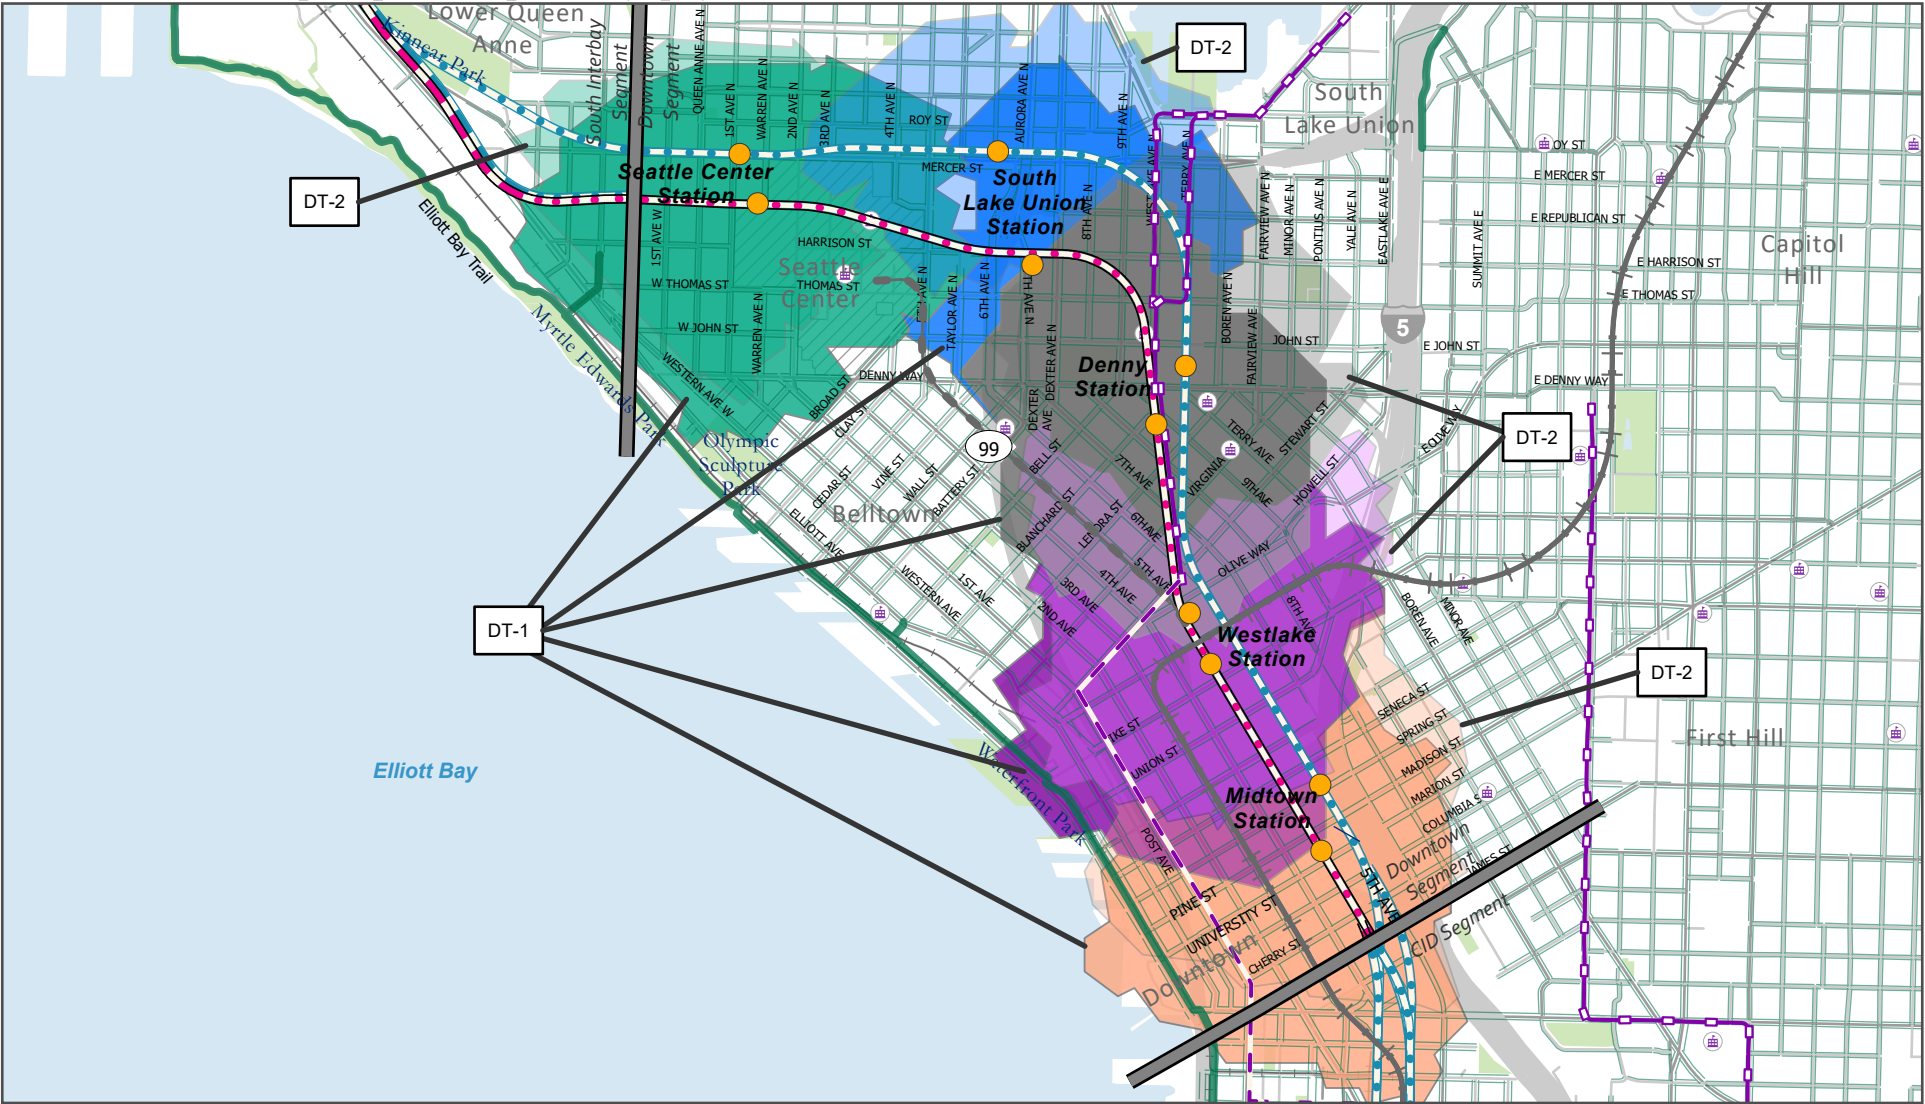 Lower Queen
Anne
Kinnear Park
South Interbay
Segment
Downtown
Segment
QUEEN ANNE AVE N
1ST AVE N
WARREN AVE N
2ND AVE N
3RD AVE N
4TH AVE N
ROY ST
AURORA AVE N
9TH AVE N
DT-2
South
Lake Union
MERCER ST
Seattle Center
Station
South
Lake Union
Station
8TH AVE N
TERRY AVE N
FAIRVIEW AVE N
MINOR AVE N
PONTIUS AVE N
YALE AVE N
EASTLAKE AVE E
SUMMIT AVE E
OY ST
E MERCER ST
E REPUBLICAN ST
E HARRISON ST
E THOMAS ST
Capitol
Hill
DT-2
Elliott Bay Trail
1ST AVE W
HARRISON ST
Seattle
Center
W THOMAS ST
THOMAS ST
5TH AVE N
TAYLOR AVE N
6TH AVE N
7TH AVE N
DEXTER AVE N
BOREN AVE N
FAIRVIEW AVE
JOHN ST
5
E JOHN ST
E DENNY WAY
W JOHN ST
WARREN AVE N
Myrtle Edwards Park
WESTERN AVE W
BROAD ST
CLAY ST
DENNY WAY
DEXTER
AVE
Denny
Station
TERRY AVE
STEWART ST
E OLIVE WAY
DT-2
Olympic
Sculpture
Park
99
BELL ST
7TH AVE
VIRGINIA
9TH AVE
HOWELL ST
CEDAR ST
VINE ST
WALL ST
BATTERY ST
Belltown
ELLIOTT AVE
BLANCHARD ST
LENORA ST
6TH AVE
5TH AVE
OLIVE WAY
WESTERN AVE
1ST AVE
2ND AVE
3RD AVE
4TH AVE
8TH AVE
BOREN AVE
MINOR AVE
DT-1
Westlake
Station
DT-2
SENECA ST
SPRING ST
MADISON ST
MARION ST
COLUMBIA S
JAMES ST
First Hill
Elliott Bay
Waterfront Park
IKE ST
UNION ST
Midtown
Station
POST AVE
5TH AVE
Downtown
Segment
CID Segment
PINE ST
UNIVERSITY ST
CHERRY ST
Downtown